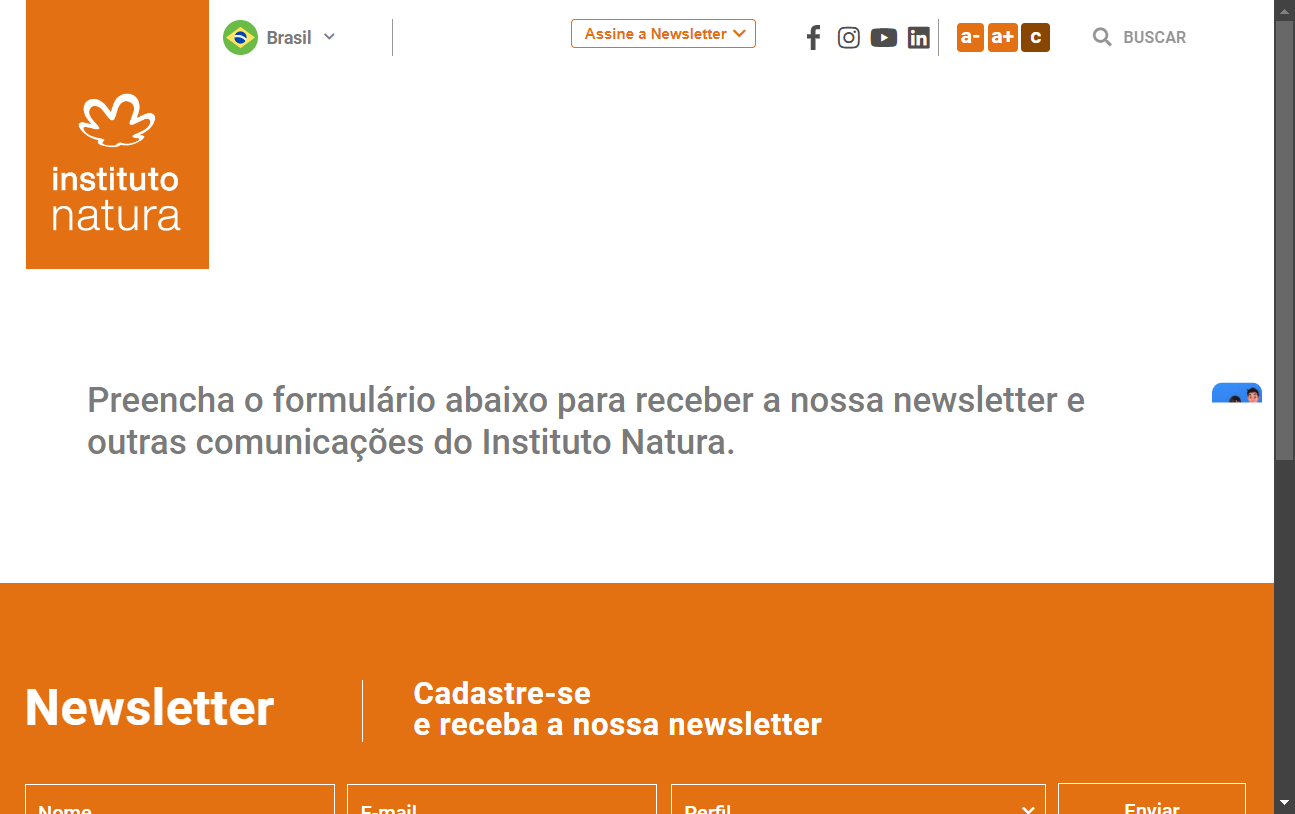 Brasil
Assine a Newsletter
a-
a+
c
BUSCAR
instituto
natura
Preencha o formulário abaixo para receber a nossa newsletter e
outras comunicações do Instituto Natura.
Newsletter
Cadastre-se
e receba a nossa newsletter
Nome
E-mail
Perfil
Enviar